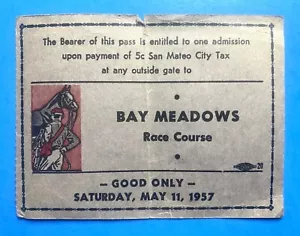 The Bearer of this pass is entitled to one admission
upon payment of 5c San Mateo City Tax
at any outside gate to
BAY MEADOWS
Race Course
— GOOD ONLY —
SATURDAY, MAY 11, 1957